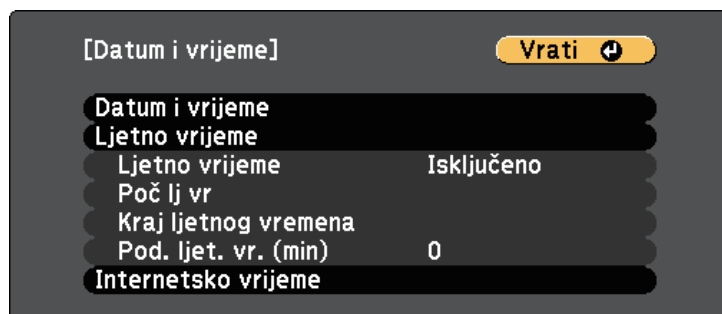 [Datum i vrijeme] Vrati
Datum i vrijeme
Ljetno vrijeme
Ljetno vrijeme Isključeno
Poč lj vr
Kraj ljetnog vremena
Pod. ljet. vr. (min) 0
Internetsko vrijeme